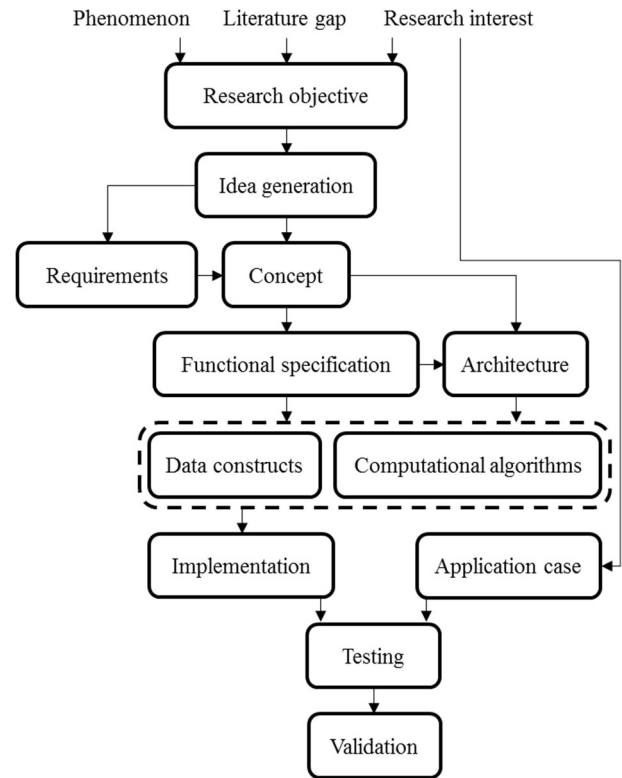 Phenomenon
Literature gap
Research interest
Research objective
Idea generation
Requirements
Concept
Functional specification
Architecture
Data constructs
Computational algorithms
Implementation
Application case
Testing
Validation